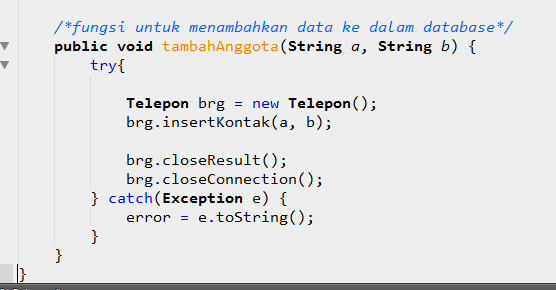 /*fungsi untuk menambahkan data ke dalam database*/
public void tambahAnggota(String a, String b) {
try{
Telepon brg = new Telepon();
brg.insertKontak(a, b);
brg.closeResult();
brg.closeConnection();
} catch(Exception e) {
error = e.toString();
}
}
}